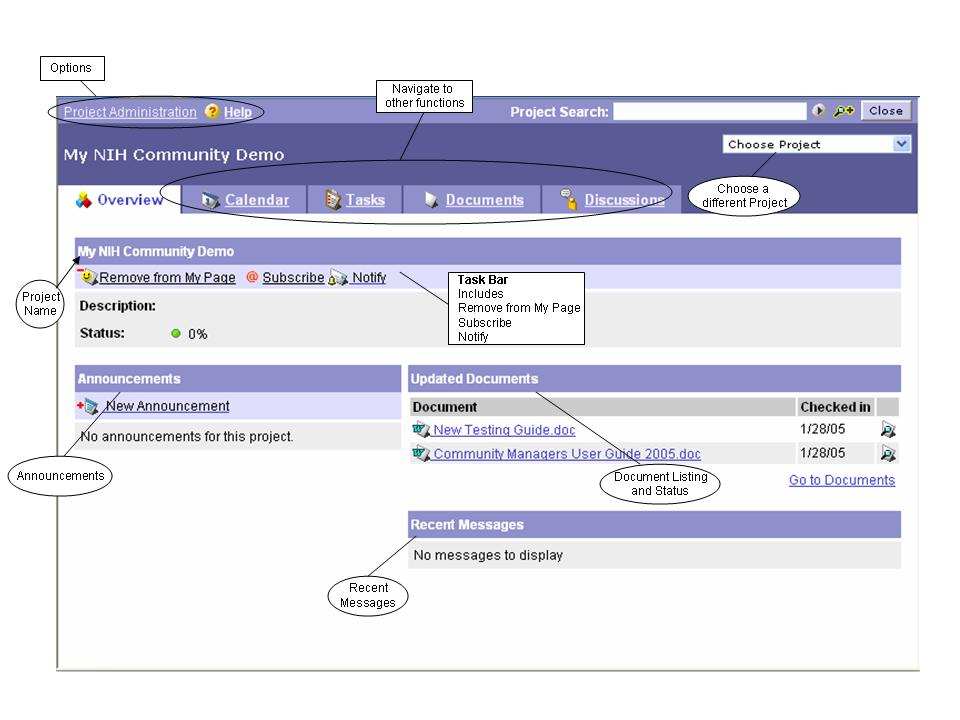 Options
Navigate to
other functions
Project Administration Help
Project Search: Close
My NIH Community Demo
Choose Project
Choose a
different Project
Overview Calendar Tasks Documents Discussions
My NIH Community Demo
Remove from My Page Subscribe Notify
Project
Name
Task Bar
Includes
Remove from My Page
Subscribe
Notify
Description:
Status: 0%
Announcements
New Announcement
No announcements for this project.
Announcements
Updated Documents
Document Checked in
New Testing Guide.doc 1/28/05
Community Managers User Guide 2005.doc 1/28/05
Document Listing
and Status
Go to Documents
Recent Messages
No messages to display
Recent
Messages